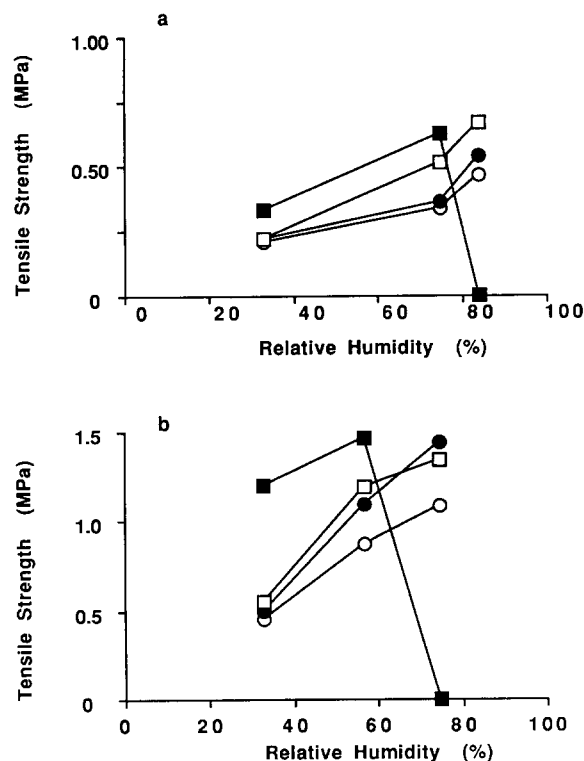 a
Tensile Strength (MPa)
1.00
0.50
0
0 20 40 60 80 100
Relative Humidity (%)
b
Tensile Strength (MPa)
1.5
1.0
0.5
0
0 20 40 60 80 100
Relative Humidity (%)